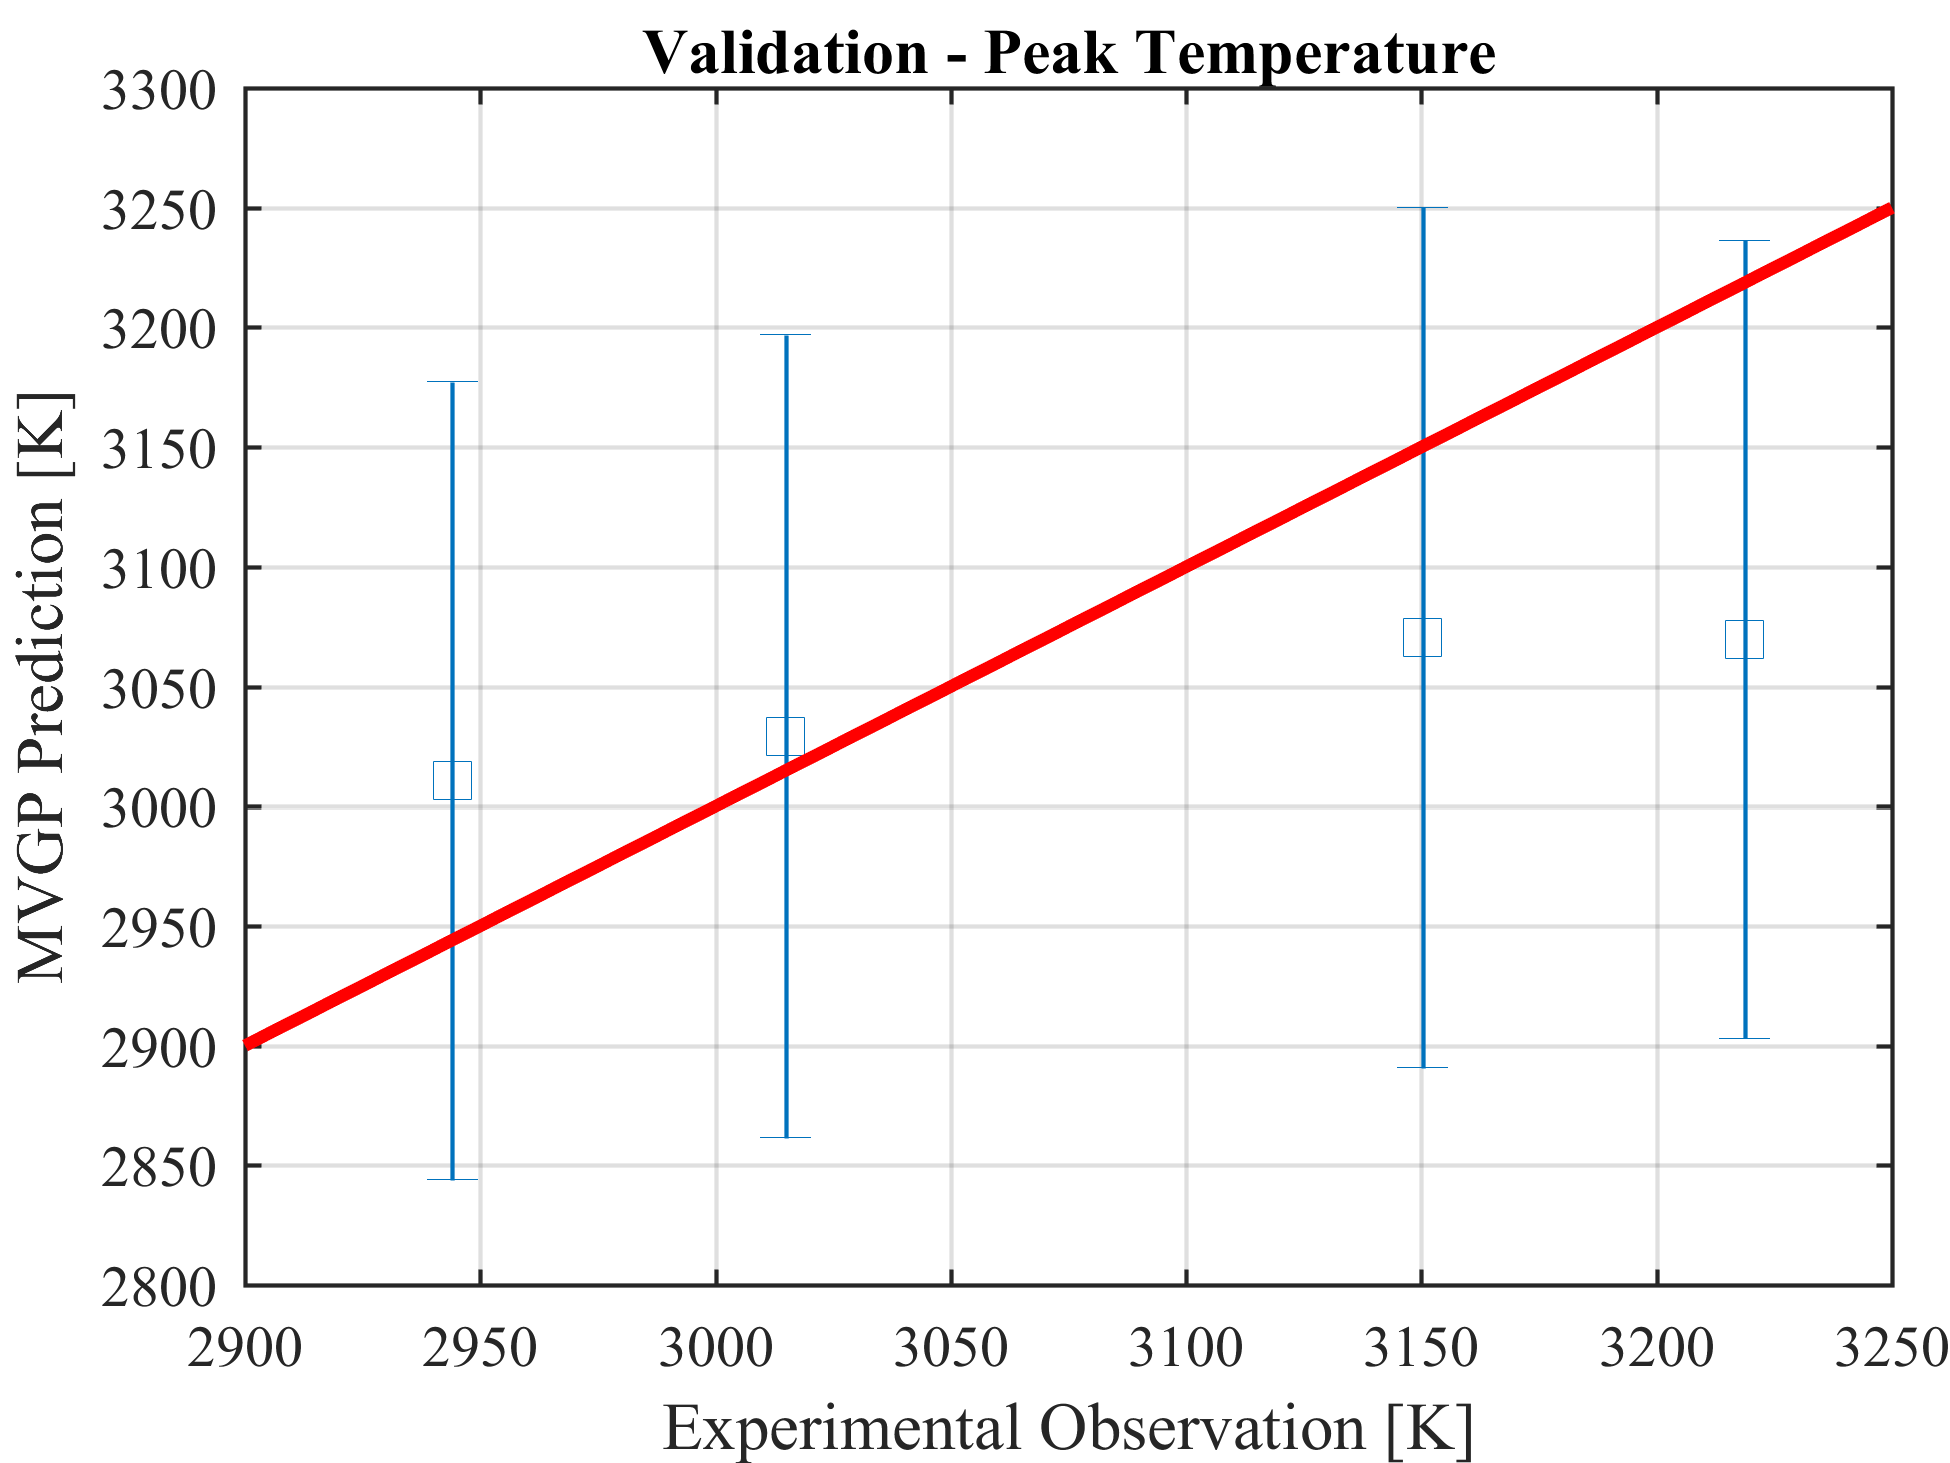 Validation - Peak Temperature
3300
3250
3200
3150
3100
3050
3000
2950
2900
2850
2800
MVGP Prediction [K]
2900 2950 3000 3050 3100 3150 3200 3250
Experimental Observation [K]